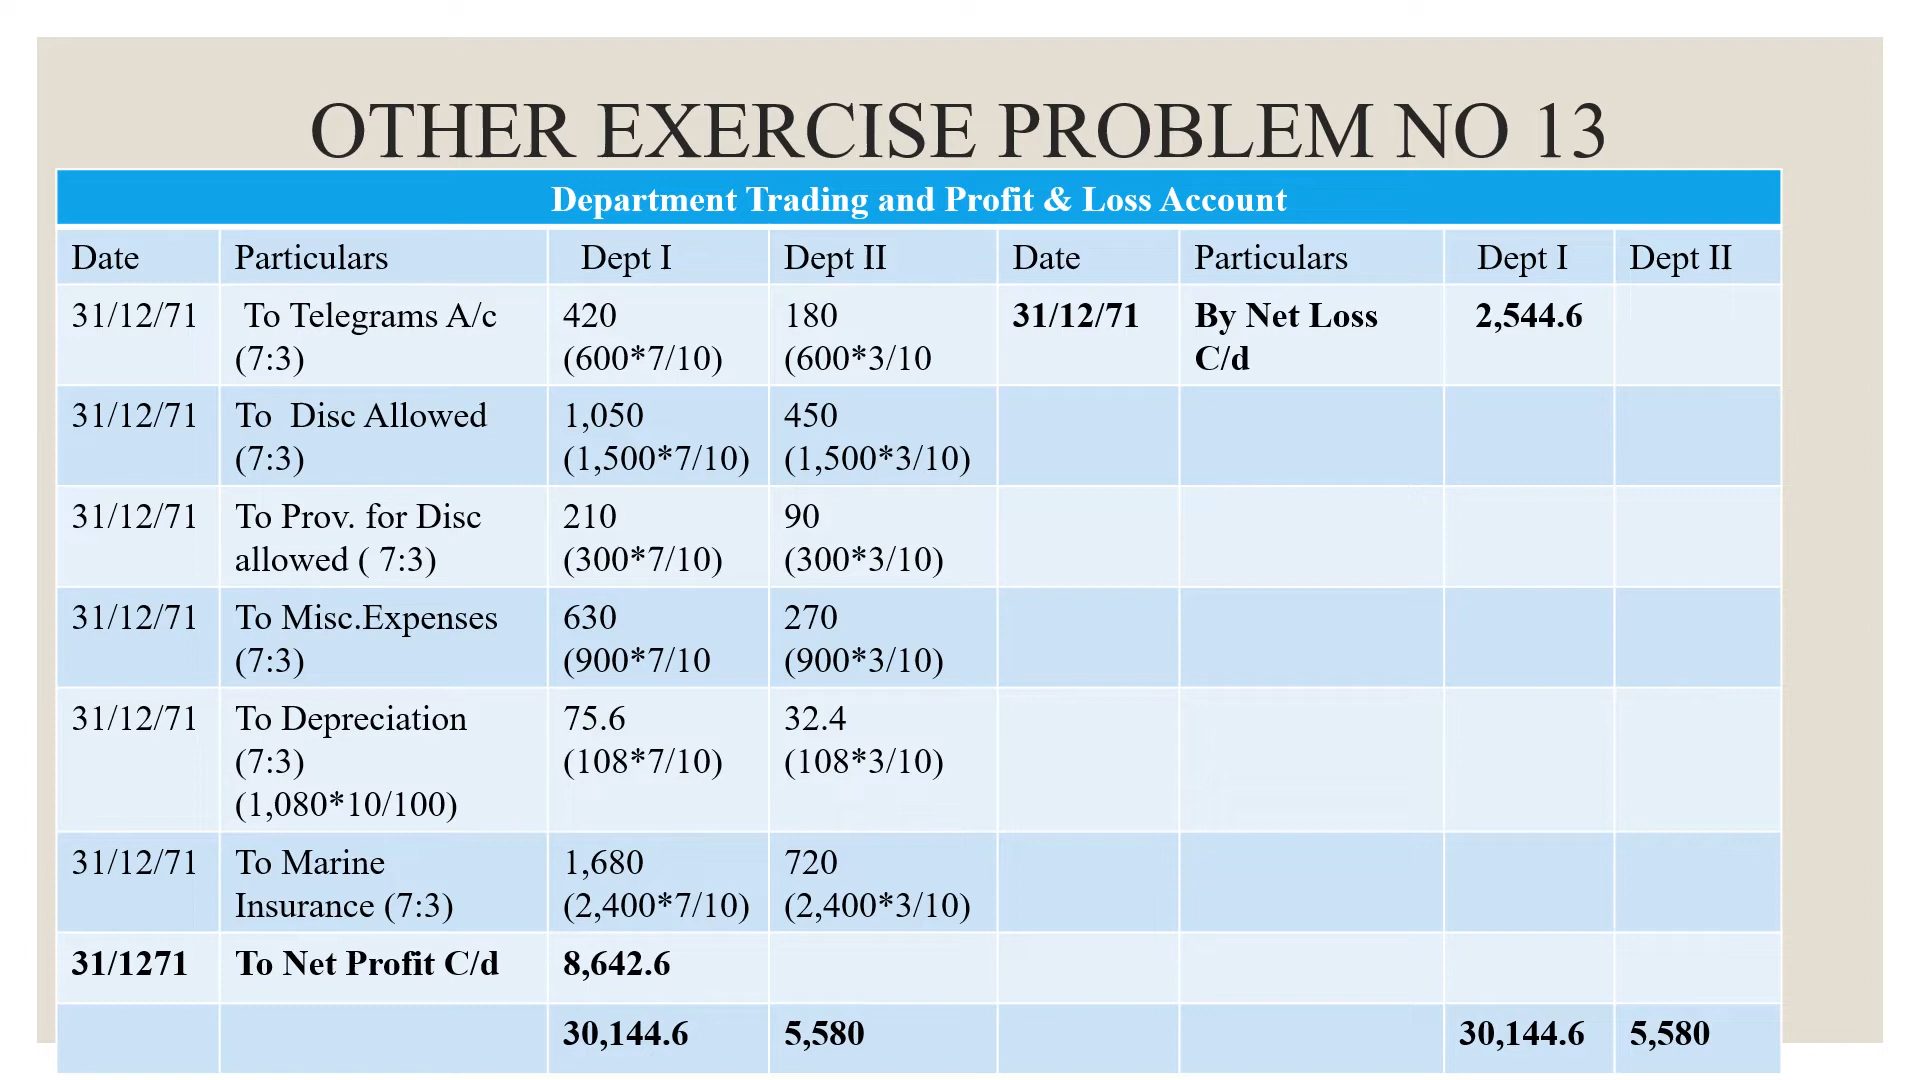 OTHER EXERCISE PROBLEM NO 13
Department Trading and Profit & Loss Account
Date Particulars Dept I Dept II Date Particulars Dept I Dept II
31/12/71 To Telegrams A/c 420 180 31/12/71 By Net Loss 2,544.6
(7:3) (600*7/10) (600*3/10 C/d
31/12/71 To Disc Allowed 1,050 450
(7:3) (1,500*7/10) (1,500*3/10)
31/12/71 To Prov. for Disc 210 90
allowed ( 7:3) (300*7/10) (300*3/10)
31/12/71 To Misc.Expenses 630 270
(7:3) (900*7/10 (900*3/10)
31/12/71 To Depreciation 75.6 32.4
(7:3) (108*7/10) (108*3/10)
(1,080*10/100)
31/12/71 To Marine 1,680 720
Insurance (7:3) (2,400*7/10) (2,400*3/10)
31/1271 To Net Profit C/d 8,642.6
30,144.6 5,580 30,144.6 5,580